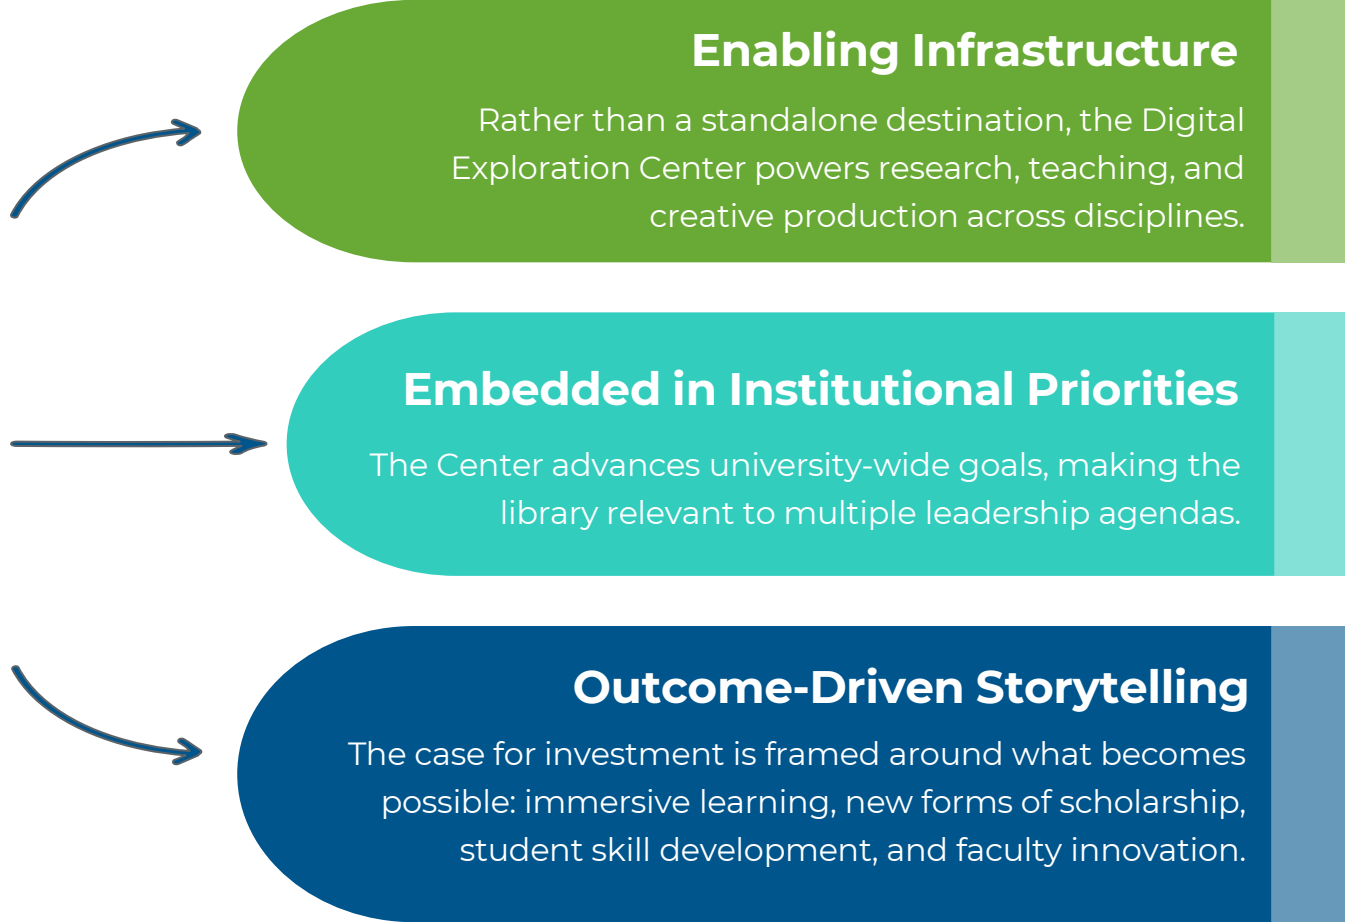 Enabling Infrastructure
Rather than a standalone destination, the Digital
Exploration Center powers research, teaching, and
creative production across disciplines.
Embedded in Institutional Priorities
The Center advances university-wide goals, making the
library relevant to multiple leadership agendas.
Outcome-Driven Storytelling
The case for investment is framed around what becomes
possible: immersive learning, new forms of scholarship,
student skill development, and faculty innovation.